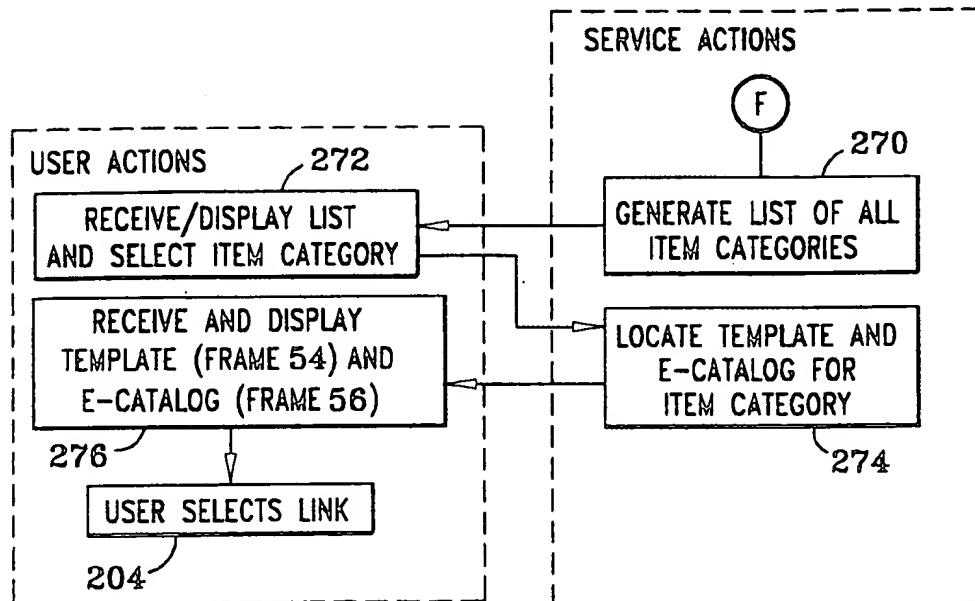 SERVICE ACTIONS
F
270
GENERATE LIST OF ALL
ITEM CATEGORIES
USER ACTIONS
272
RECEIVE/DISPLAY LIST
AND SELECT ITEM CATEGORY
RECEIVE AND DISPLAY
TEMPLATE (FRAME 54) AND
E-CATALOG (FRAME 56)
276
LOCATE TEMPLATE AND
E-CATALOG FOR
ITEM CATEGORY
274
USER SELECTS LINK
204